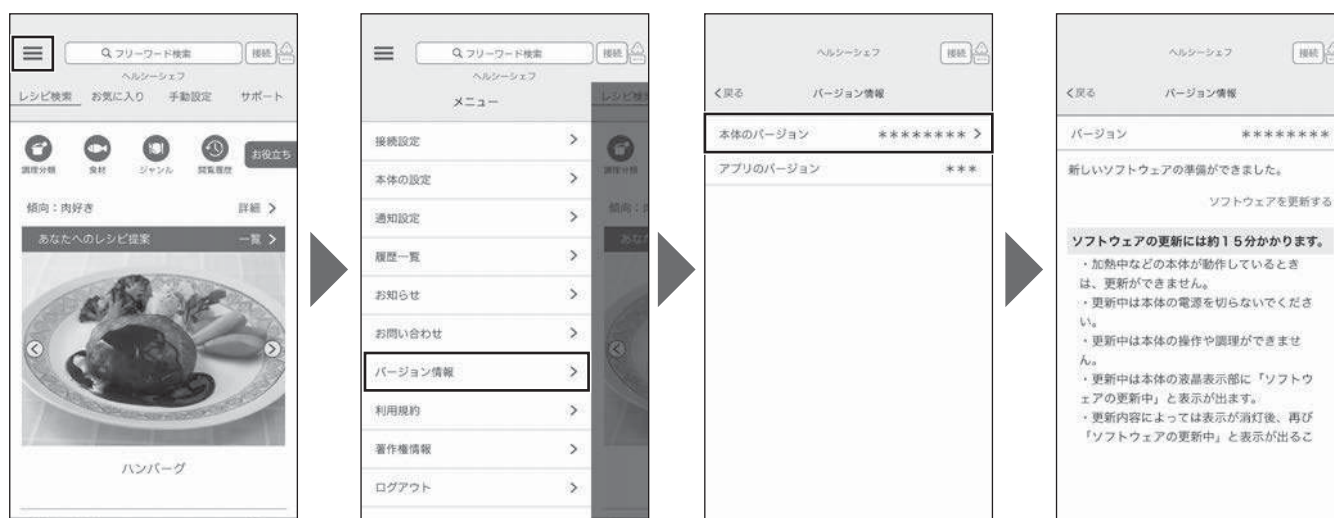 フリーワード検索
接続
ヘルシーシェフ
レシピ検索 お気に入り 手動設定 サポート
調理分類 食材 ジャンル 閲覧履歴 お役立ち
傾向：肉好き 詳細 >
あなたへのレシピ提案 一覧 >
ハンバーグ
フリーワード検索
接続
ヘルシーシェフ
メニュー
レシピ検
接続設定 >
本体の設定 >
調理分類
通知設定 >
傾向：
履歴一覧 >
あなた
お知らせ >
お問い合わせ >
バージョン情報 >
利用規約 >
著作権情報 >
ログアウト >
ヘルシーシェフ
接続
<戻る バージョン情報
本体のバージョン ******** >
アプリのバージョン ***
ヘルシーシェフ
接続
<戻る バージョン情報
バージョン ********
新しいソフトウェアの準備ができました。
ソフトウェアを更新する
ソフトウェアの更新には約１５分かかります。
・加熱中などの本体が動作しているとき
は、更新ができません。
・更新中は本体の電源を切らないでくださ
い。
・更新中は本体の操作や調理ができませ
ん。
・更新中は本体の液晶表示部に「ソフトウ
ェアの更新中」と表示が出ます。
・更新内容によっては表示が消灯後、再び
「ソフトウェアの更新中」と表示が出るこ